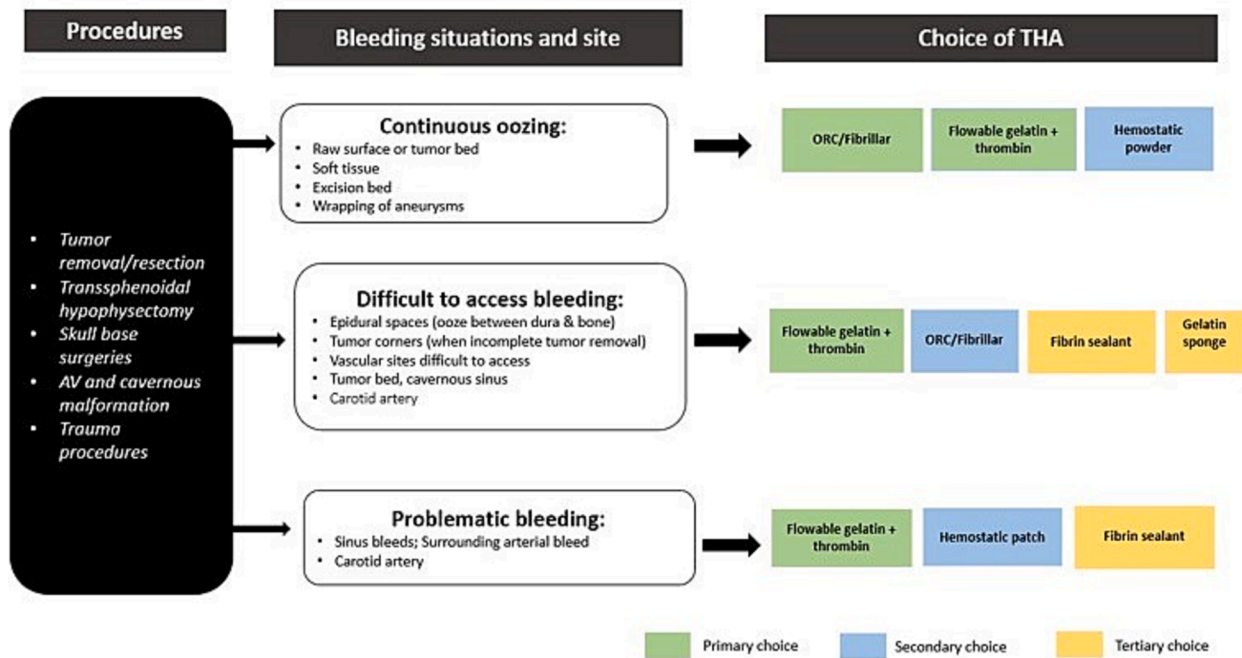 Procedures
Bleeding situations and site
Choice of THA
• Tumor
removal/resection
• Transsphenoidal
hypophysectomy
• Skull base
surgeries
• AV and cavernous
malformation
• Trauma
procedures
Continuous oozing:
• Raw surface or tumor bed
• Soft tissue
• Excision bed
• Wrapping of aneurysms
ORC/Fibrillar
Flowable gelatin +
thrombin
Hemostatic
powder
Difficult to access bleeding:
• Epidural spaces (ooze between dura & bone)
• Tumor corners (when incomplete tumor removal)
• Vascular sites difficult to access
• Tumor bed, cavernous sinus
• Carotid artery
Flowable gelatin +
thrombin
ORC/Fibrillar
Fibrin sealant
Gelatin
sponge
Problematic bleeding:
• Sinus bleeds; Surrounding arterial bleed
• Carotid artery
Flowable gelatin +
thrombin
Hemostatic patch
Fibrin sealant
Primary choice
Secondary choice
Tertiary choice